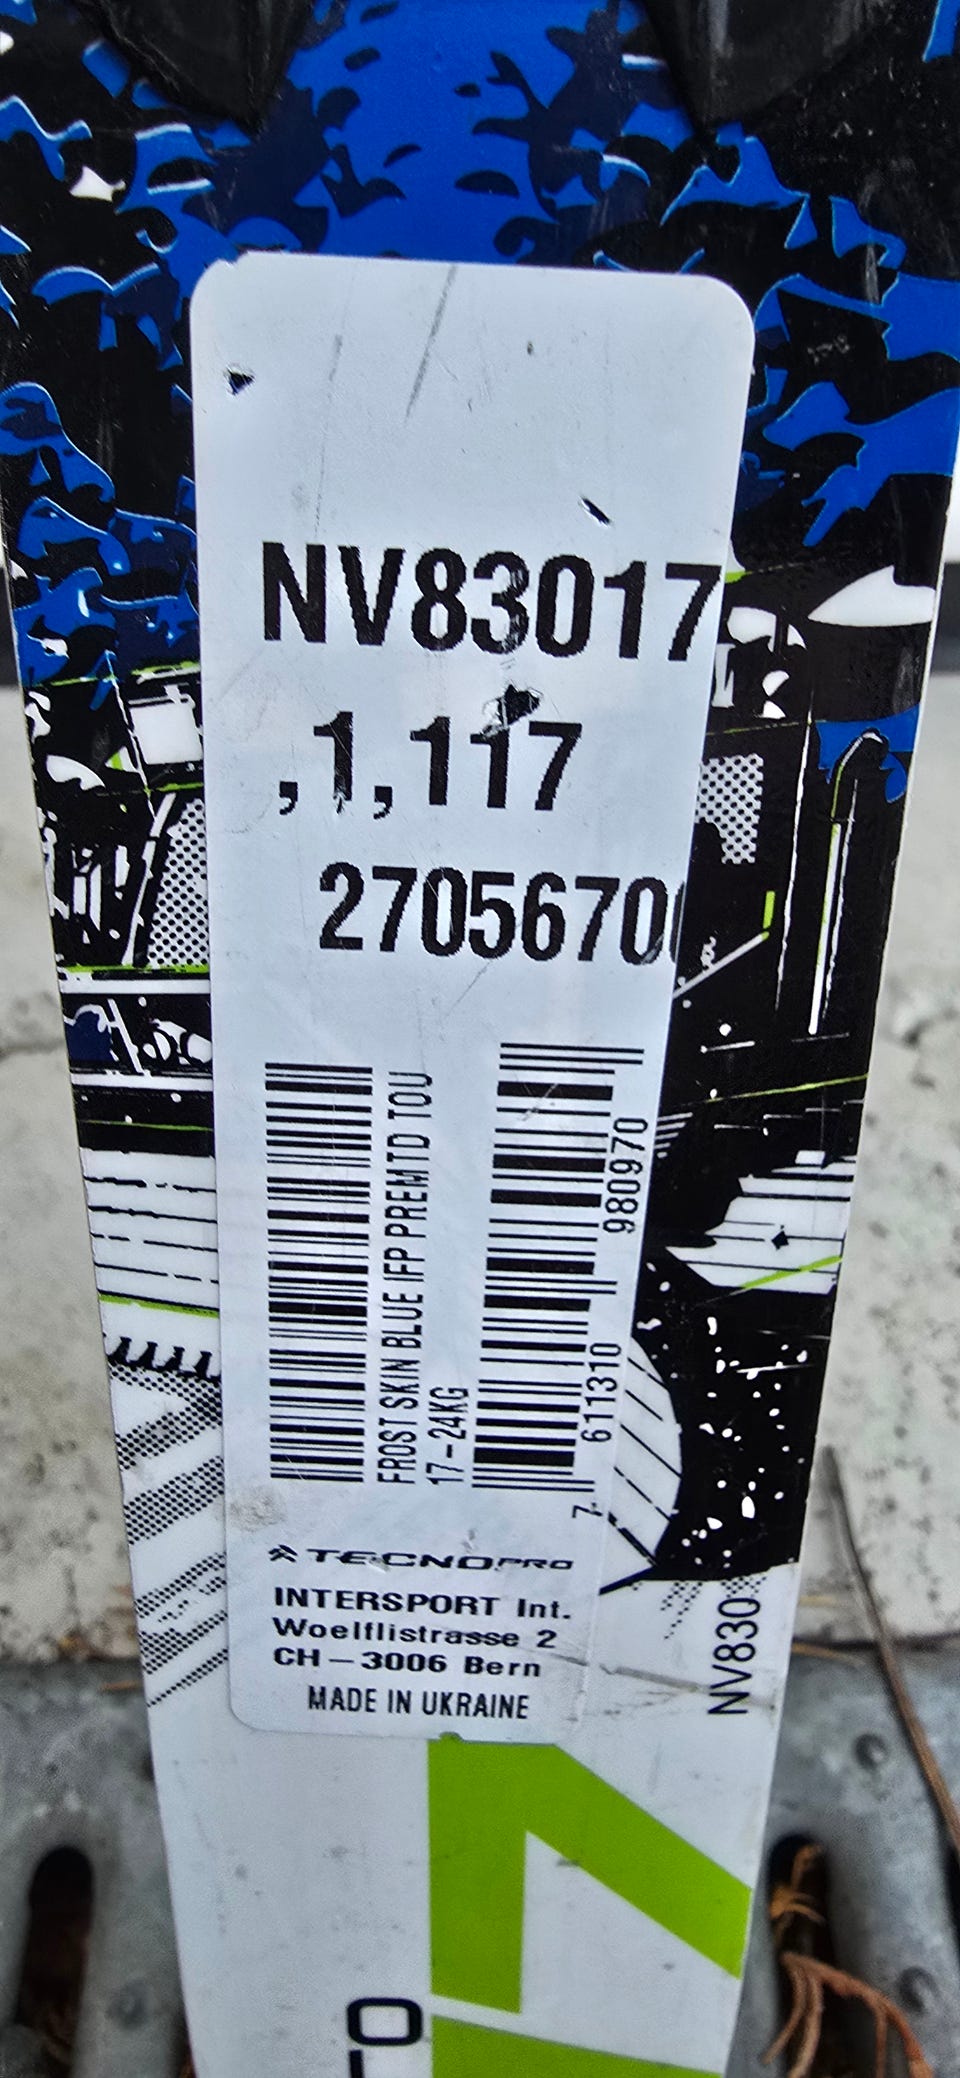 NV83017
,1,117
2705670
FROST SKIN BLUE IFP PREMTD TOU
17-24KG
7 611310 980970
TECNOPRO
INTERSPORT Int.
Woelflistrasse 2
CH-3006 Bern
MADE IN UKRAINE
NV830